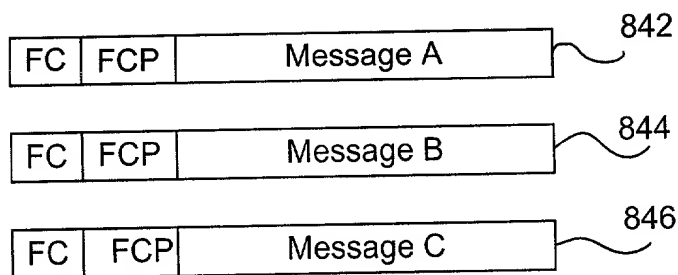 842
FC FCP Message A
844
FC FCP Message B
846
FC FCP Message C